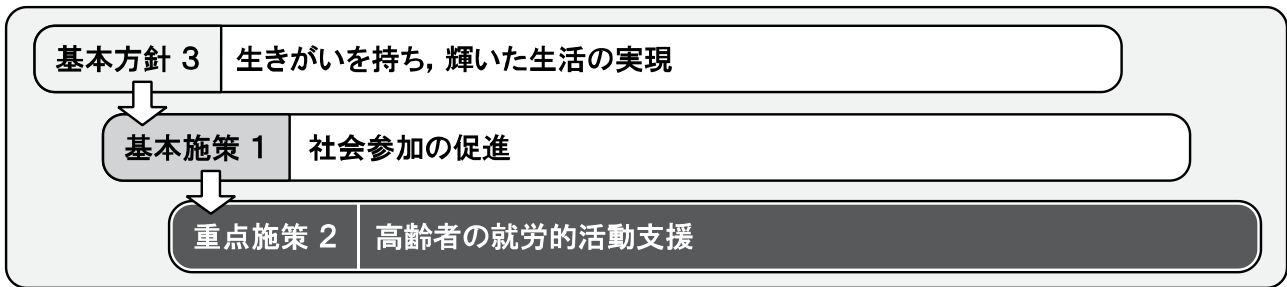 基本方針 3 生きがいを持ち，輝いた生活の実現
基本施策 1 社会参加の促進
重点施策 2 高齢者の就労的活動支援